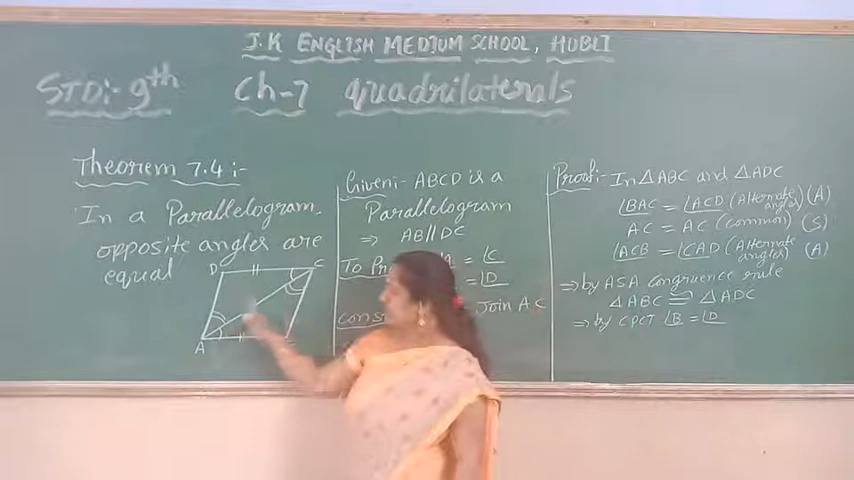 J.K ENGLISH MEDIUM SCHOOL, HUBLI
STD:- 9th Ch-7 quadrilaterals
Theorem 7.4:-
In a Parallelogram.
opposite angles are
equal
D C
A
Given:- ABCD is a
Parallelogram
⇒ AB∥DC
To = ∠C
= ∠D
Join AC
Proof:- In △ABC and △ADC
∠BAC = ∠ACD (Alternate angles) (A)
AC = AC (common) (S)
∠ACB = ∠CAD (Alternate angles) (A)
⇒ by ASA congruence rule
△ABC ≅ △ADC
⇒ by CPCT ∠B = ∠D